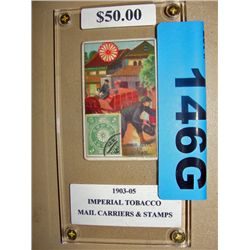 $50.00
146G
1903-05
IMPERIAL TOBACCO
MAIL CARRIERS & STAMPS